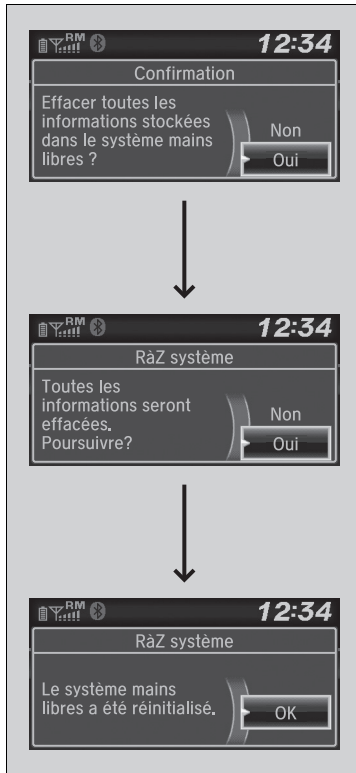 RM 12:34
Confirmation
Effacer toutes les
informations stockées
dans le système mains
libres ?
Non
Oui
RM 12:34
RàZ système
Toutes les
informations seront
effacées.
Poursuivre?
Non
Oui
RM 12:34
RàZ système
Le système mains
libres a été réinitialisé.
OK